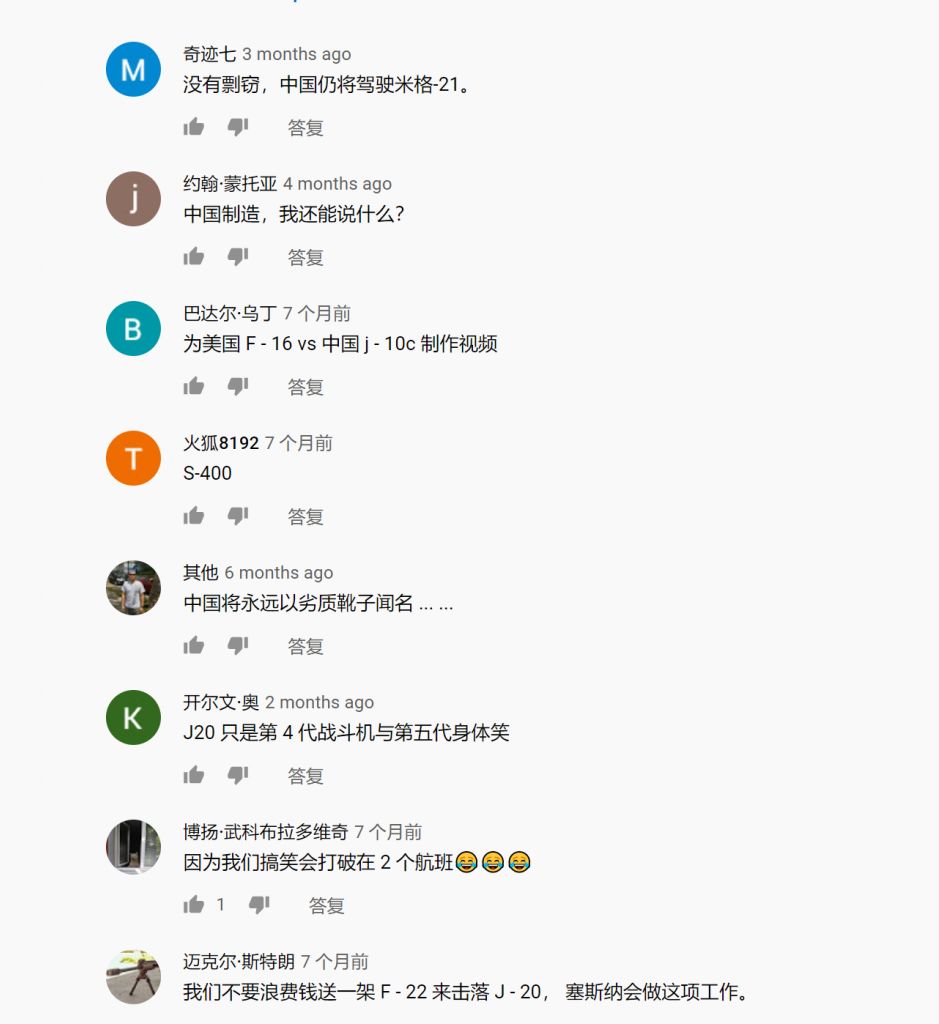 M
奇迹七 3 months ago
没有剽窃，中国仍将驾驶米格-21。
答复
j
约翰·蒙托亚 4 months ago
中国制造，我还能说什么？
答复
B
巴达尔·乌丁 7 个月前
为美国 F - 16 vs 中国 j - 10c 制作视频
答复
T
火狐8192 7 个月前
S-400
答复
其他 6 months ago
中国将永远以劣质靴子闻名 ... ...
答复
K
开尔文·奥 2 months ago
J20 只是第 4 代战斗机与第五代身体笑
答复
博扬·武科布拉多维奇 7 个月前
因为我们搞笑会打破在 2 个航班😂😂😂
1 答复
迈克尔·斯特朗 7 个月前
我们不要浪费钱送一架 F - 22 来击落 J - 20， 塞斯纳会做这项工作。